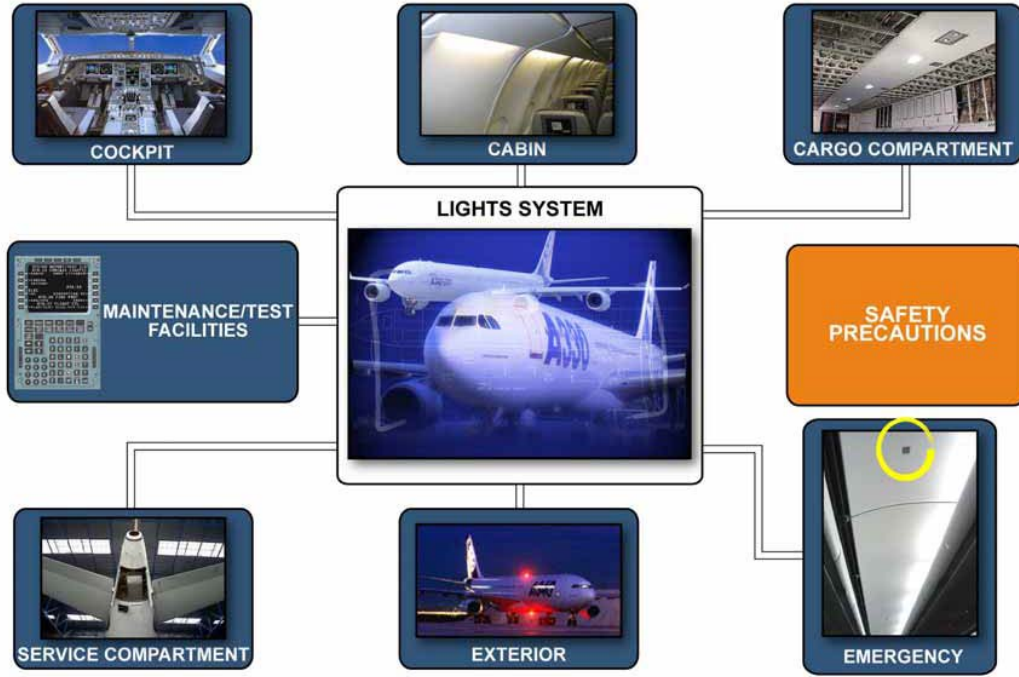 COCKPIT
CABIN
CARGO COMPARTMENT
LIGHTS SYSTEM
MAINTENANCE/TEST
FACILITIES
A330
SAFETY
PRECAUTIONS
SERVICE COMPARTMENT
EXTERIOR
EMERGENCY